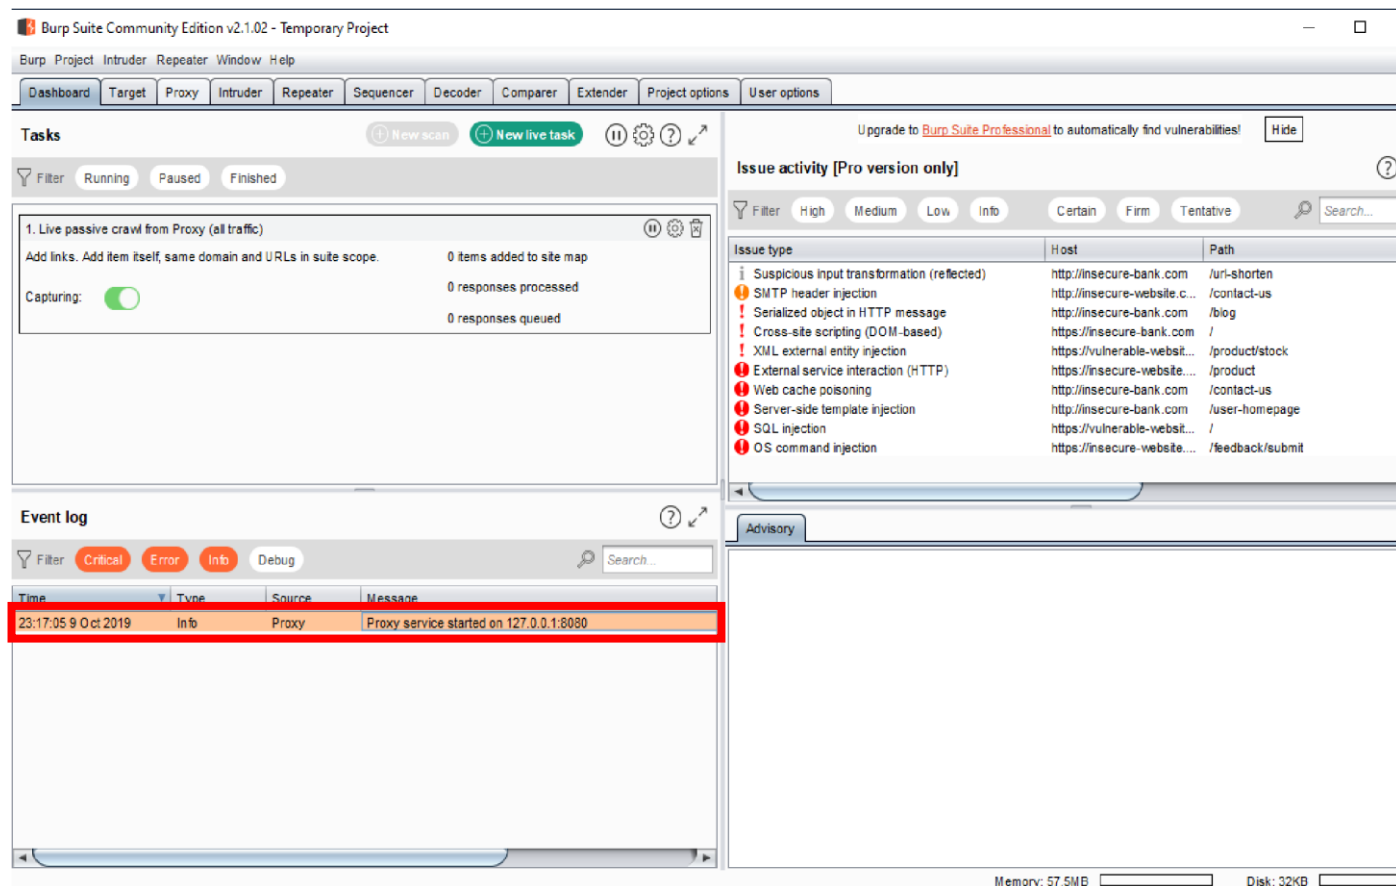 Burp Suite Community Edition v2.1.02 - Temporary Project
Burp Project Intruder Repeater Window Help
Dashboard Target Proxy Intruder Repeater Sequencer Decoder Comparer Extender Project options User options
Tasks
New scan
New live task
Filter Running Paused Finished
1. Live passive crawl from Proxy (all traffic)
Add links. Add item itself, same domain and URLs in suite scope.
Capturing:
0 items added to site map
0 responses processed
0 responses queued
Event log
Filter Critical Error Info Debug
Search...
Time Type Source Message
23:17:05 9 Oct 2019 Info Proxy Proxy service started on 127.0.0.1:8080
Upgrade to Burp Suite Professional to automatically find vulnerabilities!
Hide
Issue activity [Pro version only]
Filter High Medium Low Info Certain Firm Tentative
Search...
Issue type Host Path
Suspicious input transformation (reflected) http://insecure-bank.com /url-shorten
SMTP header injection http://insecure-website.c... /contact-us
Serialized object in HTTP message http://insecure-bank.com /blog
Cross-site scripting (DOM-based) https://insecure-bank.com /
XML external entity injection https://vulnerable-websit... /product/stock
External service interaction (HTTP) https://insecure-website.... /product
Web cache poisoning http://insecure-bank.com /contact-us
Server-side template injection http://insecure-bank.com /user-homepage
SQL injection https://vulnerable-websit... /
OS command injection https://insecure-website.... /feedback/submit
Advisory
Memory: 57.5MB
Disk: 32KB